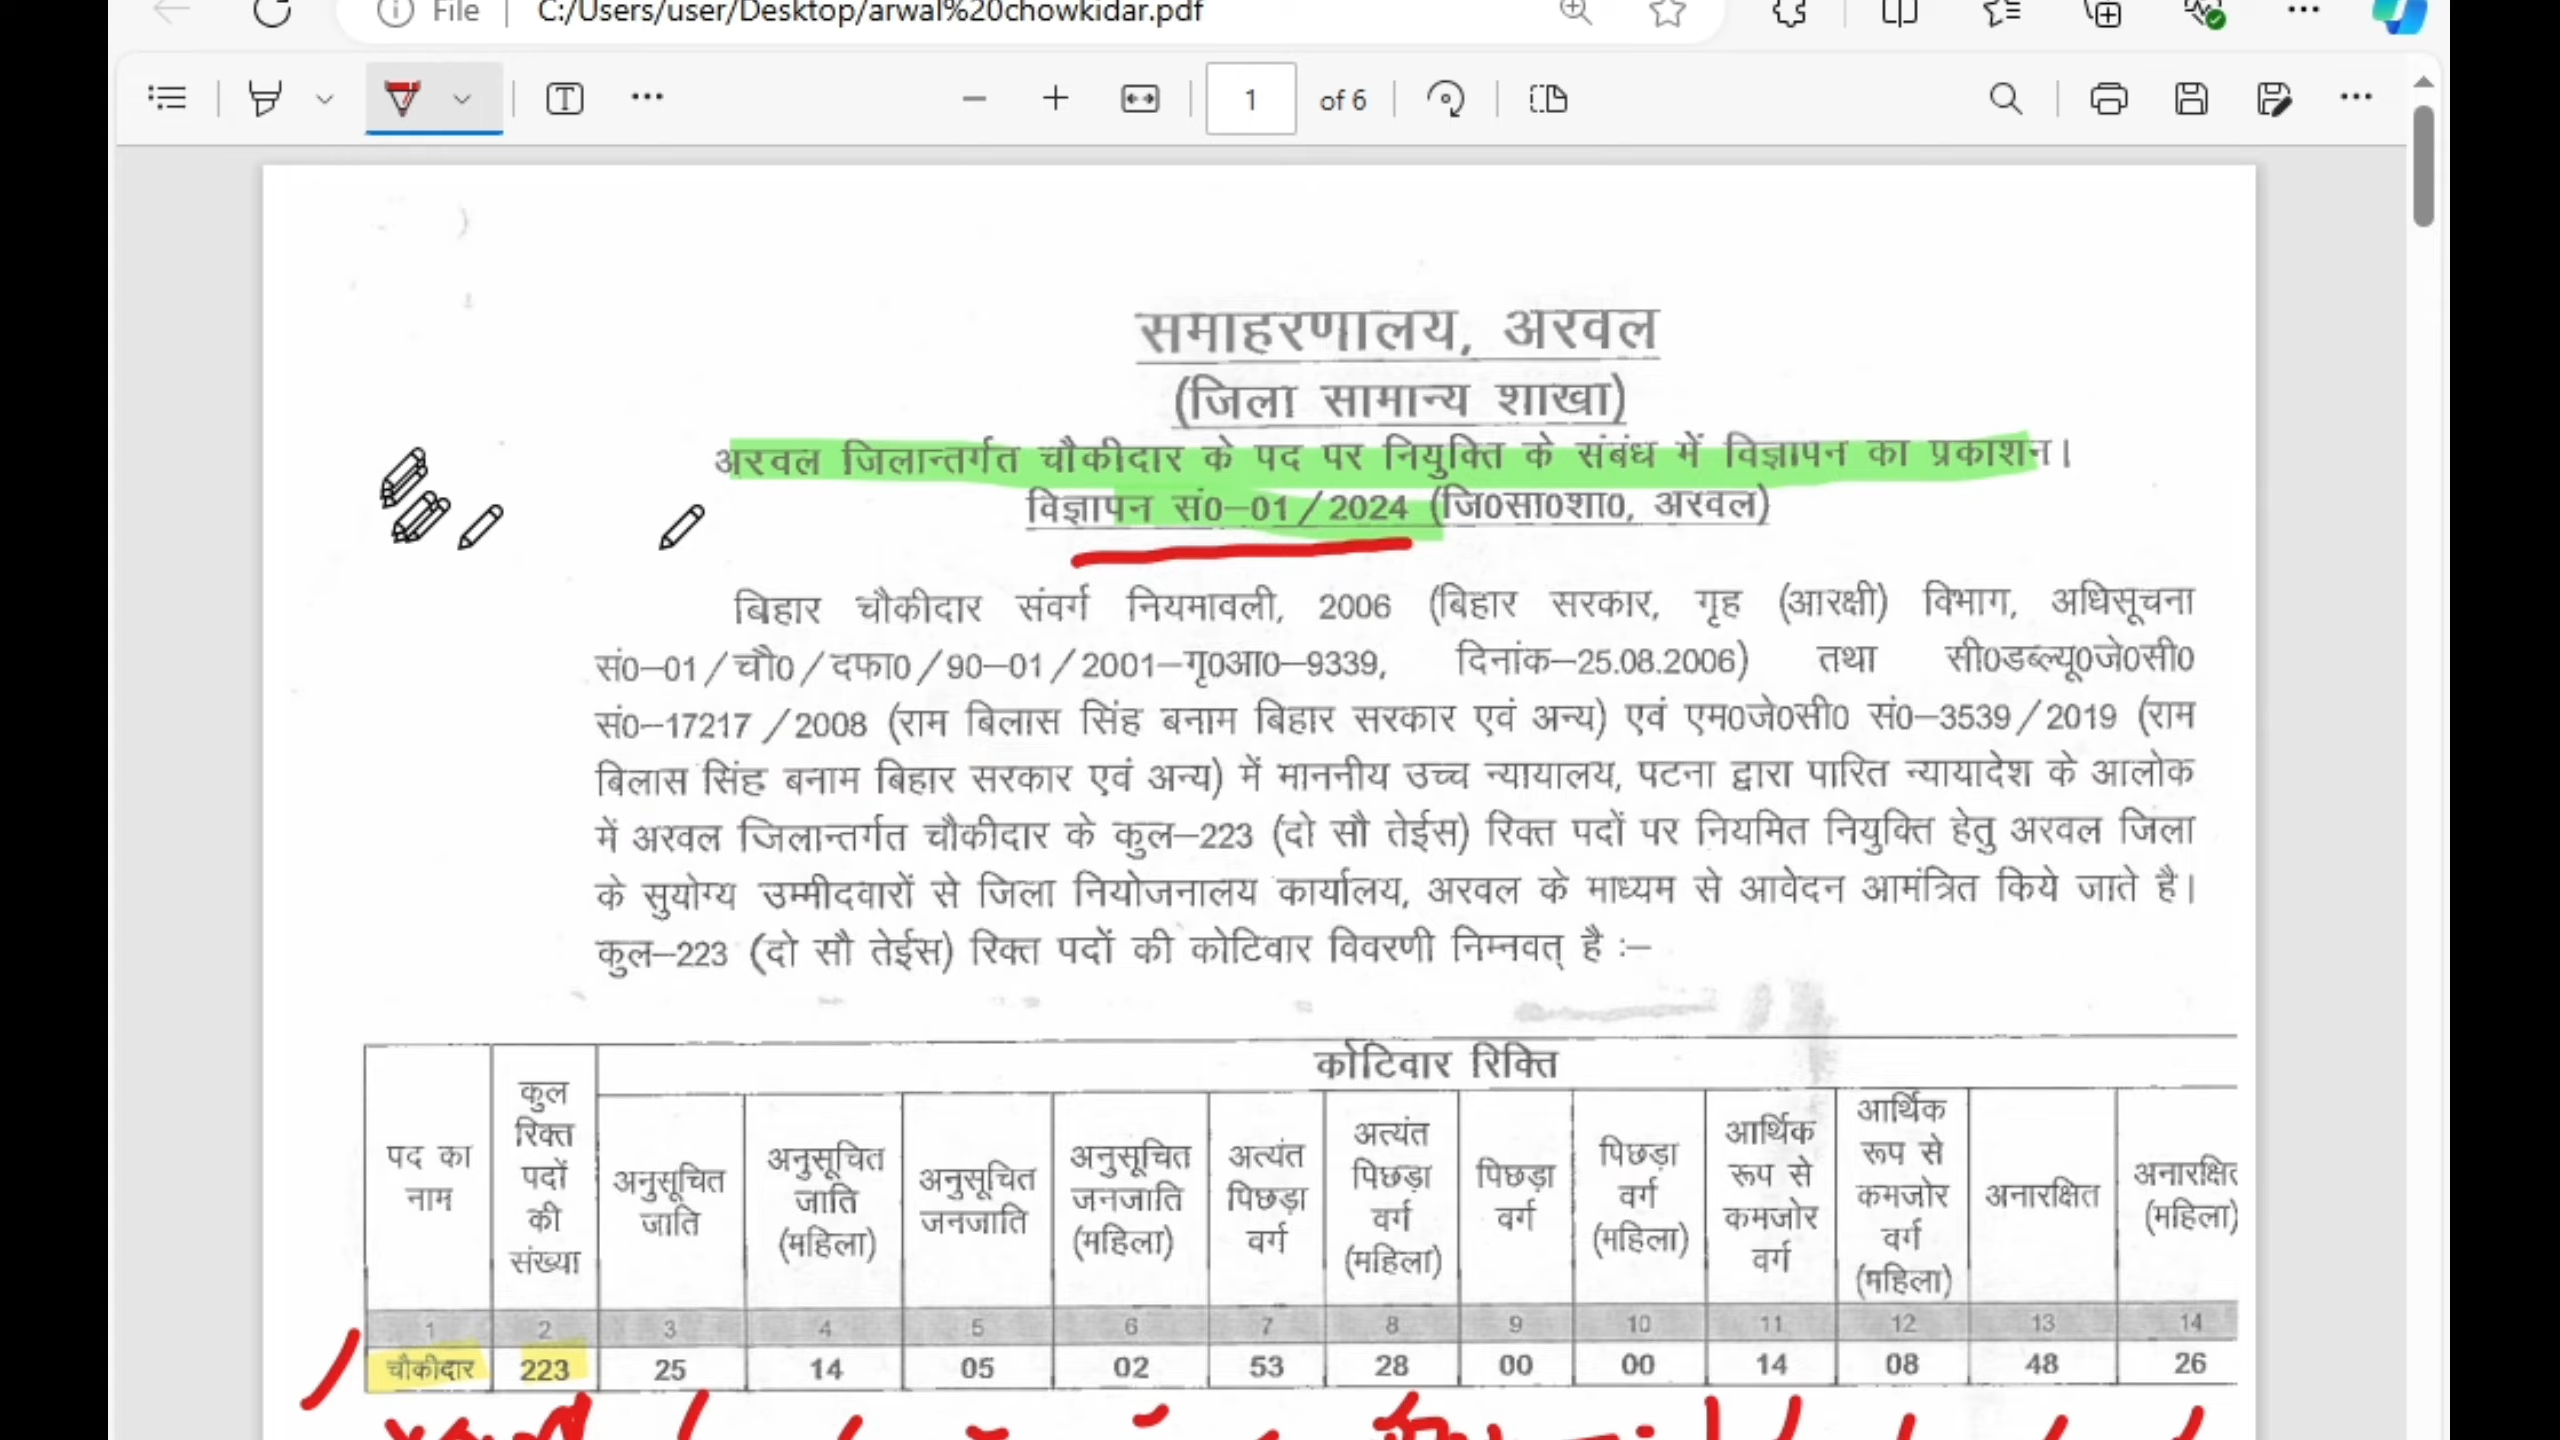 File
C:/Users/user/Desktop/arwal%20chowkidar.pdf
1 of 6
समाहरणालय, अरवल
(जिला सामान्य शाखा)
अरवल जिलान्तर्गत चौकीदार के पद पर नियुक्ति के संबंध में विज्ञापन का प्रकाशन।
विज्ञापन सं0–01/2024 (जि0सा0शा0, अरवल)
बिहार चौकीदार संवर्ग नियमावली, 2006 (बिहार सरकार, गृह (आरक्षी) विभाग, अधिसूचना
सं0–01/चौ0/दफा0/90–01/2001–गृ0आ0–9339, दिनांक–25.08.2006) तथा सी0डब्ल्यू0जे0सी0
सं0–17217/2008 (राम बिलास सिंह बनाम बिहार सरकार एवं अन्य) एवं एम0जे0सी0 सं0–3539/2019 (राम
बिलास सिंह बनाम बिहार सरकार एवं अन्य) में माननीय उच्च न्यायालय, पटना द्वारा पारित न्यायादेश के आलोक
में अरवल जिलान्तर्गत चौकीदार के कुल–223 (दो सौ तेईस) रिक्त पदों पर नियमित नियुक्ति हेतु अरवल जिला
के सुयोग्य उम्मीदवारों से जिला नियोजनालय कार्यालय, अरवल के माध्यम से आवेदन आमंत्रित किये जाते है।
कुल–223 (दो सौ तेईस) रिक्त पदों की कोटिवार विवरणी निम्नवत् है :–
कोटिवार रिक्ति
पद का नाम
कुल रिक्त पदों की संख्या
अनुसूचित जाति
अनुसूचित जाति (महिला)
अनुसूचित जनजाति
अनुसूचित जनजाति (महिला)
अत्यंत पिछड़ा वर्ग
अत्यंत पिछड़ा वर्ग (महिला)
पिछड़ा वर्ग
पिछड़ा वर्ग (महिला)
आर्थिक रूप से कमजोर वर्ग
आर्थिक रूप से कमजोर वर्ग (महिला)
अनारक्षित
अनारक्षित (महिला)
1 2 3 4 5 6 7 8 9 10 11 12 13 14
चौकीदार 223 25 14 05 02 53 28 00 00 14 08 48 26